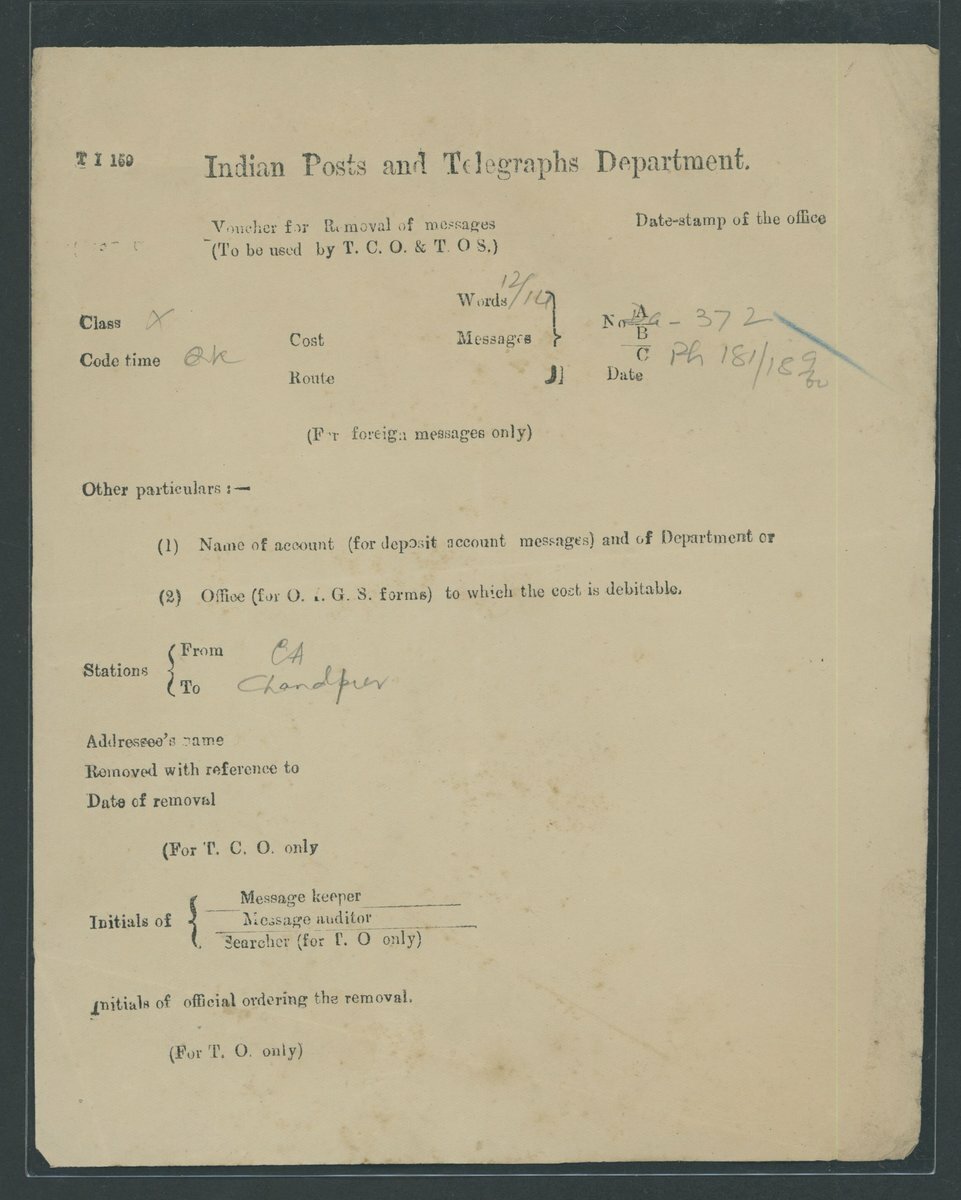 T I 159
Indian Posts and Telegraphs Department.
Voucher for Removal of messages
Date-stamp of the office
(To be used by T. C. O. & T. O S.)
Words 12/14
Class X
Cost
Messages
No A B C - 372
Code time
Ph 181/18
Route
Date
(For foreign messages only)
Other particulars :—
(1) Name of account (for deposit account messages) and of Department or
(2) Office (for O. I. G. S. forms) to which the cost is debitable.
Stations
From CA
To Chandpur
Addressee's name
Removed with reference to
Date of removal
(For T. C. O. only
Initials of
Message keeper
Message auditor
Searcher (for T. O only)
Initials of official ordering the removal.
(For T. O. only)